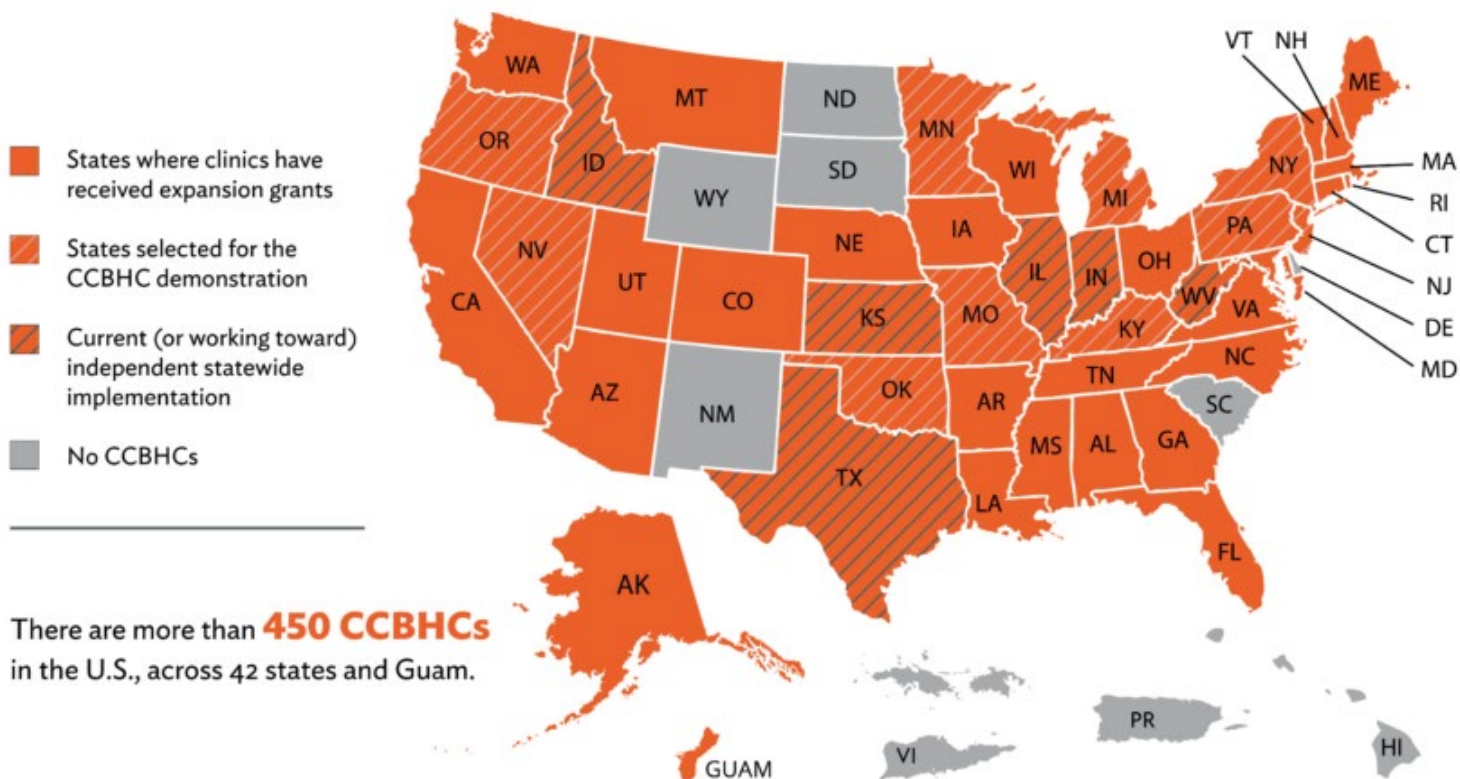 States where clinics have
received expansion grants
States selected for the
CCBHC demonstration
Current (or working toward)
independent statewide
implementation
No CCBHCs
There are more than 450 CCBHCs
in the U.S., across 42 states and Guam.
WA
OR
ID
MT
ND
SD
WY
MN
WI
MI
NE
IA
NV
UT
CO
CA
KS
MO
IL
IN
OH
PA
NY
WV
KY
VA
AZ
NM
OK
AR
TN
NC
SC
TX
LA
MS
AL
GA
FL
VT
NH
ME
MA
RI
CT
NJ
DE
MD
AK
GUAM
VI
PR
HI